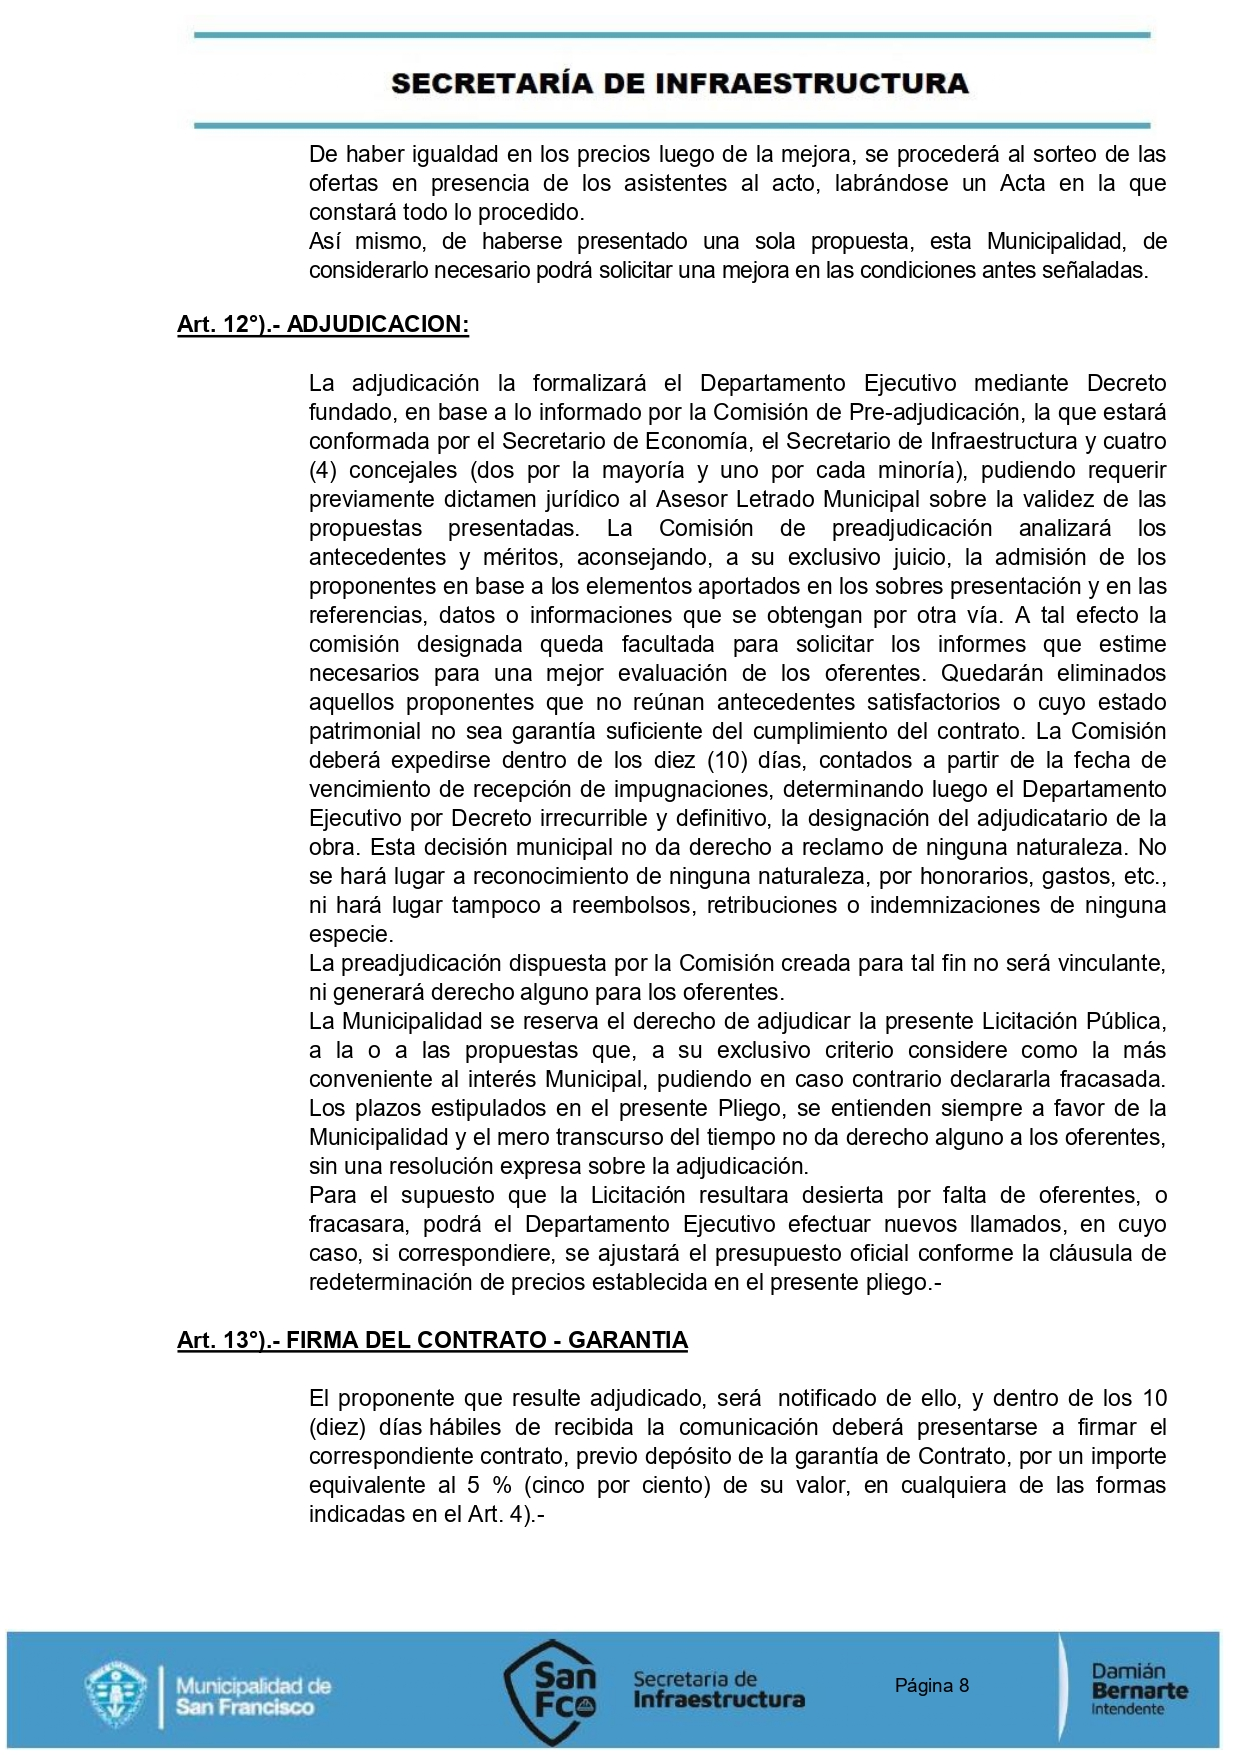 SECRETARÍA DE INFRAESTRUCTURA
De haber igualdad en los precios luego de la mejora, se procederá al sorteo de las
ofertas en presencia de los asistentes al acto, labrándose un Acta en la que
constará todo lo procedido.
Así mismo, de haberse presentado una sola propuesta, esta Municipalidad, de
considerarlo necesario podrá solicitar una mejora en las condiciones antes señaladas.
Art. 12°).- ADJUDICACION:
La adjudicación la formalizará el Departamento Ejecutivo mediante Decreto
fundado, en base a lo informado por la Comisión de Pre-adjudicación, la que estará
conformada por el Secretario de Economía, el Secretario de Infraestructura y cuatro
(4) concejales (dos por la mayoría y uno por cada minoría), pudiendo requerir
previamente dictamen jurídico al Asesor Letrado Municipal sobre la validez de las
propuestas presentadas. La Comisión de preadjudicación analizará los
antecedentes y méritos, aconsejando, a su exclusivo juicio, la admisión de los
proponentes en base a los elementos aportados en los sobres presentación y en las
referencias, datos o informaciones que se obtengan por otra vía. A tal efecto la
comisión designada queda facultada para solicitar los informes que estime
necesarios para una mejor evaluación de los oferentes. Quedarán eliminados
aquellos proponentes que no reúnan antecedentes satisfactorios o cuyo estado
patrimonial no sea garantía suficiente del cumplimiento del contrato. La Comisión
deberá expedirse dentro de los diez (10) días, contados a partir de la fecha de
vencimiento de recepción de impugnaciones, determinando luego el Departamento
Ejecutivo por Decreto irrecurrible y definitivo, la designación del adjudicatario de la
obra. Esta decisión municipal no da derecho a reclamo de ninguna naturaleza. No
se hará lugar a reconocimiento de ninguna naturaleza, por honorarios, gastos, etc.,
ni hará lugar tampoco a reembolsos, retribuciones o indemnizaciones de ninguna
especie.
La preadjudicación dispuesta por la Comisión creada para tal fin no será vinculante,
ni generará derecho alguno para los oferentes.
La Municipalidad se reserva el derecho de adjudicar la presente Licitación Pública,
a la o a las propuestas que, a su exclusivo criterio considere como la más
conveniente al interés Municipal, pudiendo en caso contrario declararla fracasada.
Los plazos estipulados en el presente Pliego, se entienden siempre a favor de la
Municipalidad y el mero transcurso del tiempo no da derecho alguno a los oferentes,
sin una resolución expresa sobre la adjudicación.
Para el supuesto que la Licitación resultara desierta por falta de oferentes, o
fracasara, podrá el Departamento Ejecutivo efectuar nuevos llamados, en cuyo
caso, si correspondiere, se ajustará el presupuesto oficial conforme la cláusula de
redeterminación de precios establecida en el presente pliego.-
Art. 13°).- FIRMA DEL CONTRATO - GARANTIA
El proponente que resulte adjudicado, será notificado de ello, y dentro de los 10
(diez) días hábiles de recibida la comunicación deberá presentarse a firmar el
correspondiente contrato, previo depósito de la garantía de Contrato, por un importe
equivalente al 5 % (cinco por ciento) de su valor, en cualquiera de las formas
indicadas en el Art. 4).-
Municipalidad de
San Francisco
San
Fco
Secretaria de
Infraestructura
Página 8
Damián
Bernarte
Intendente